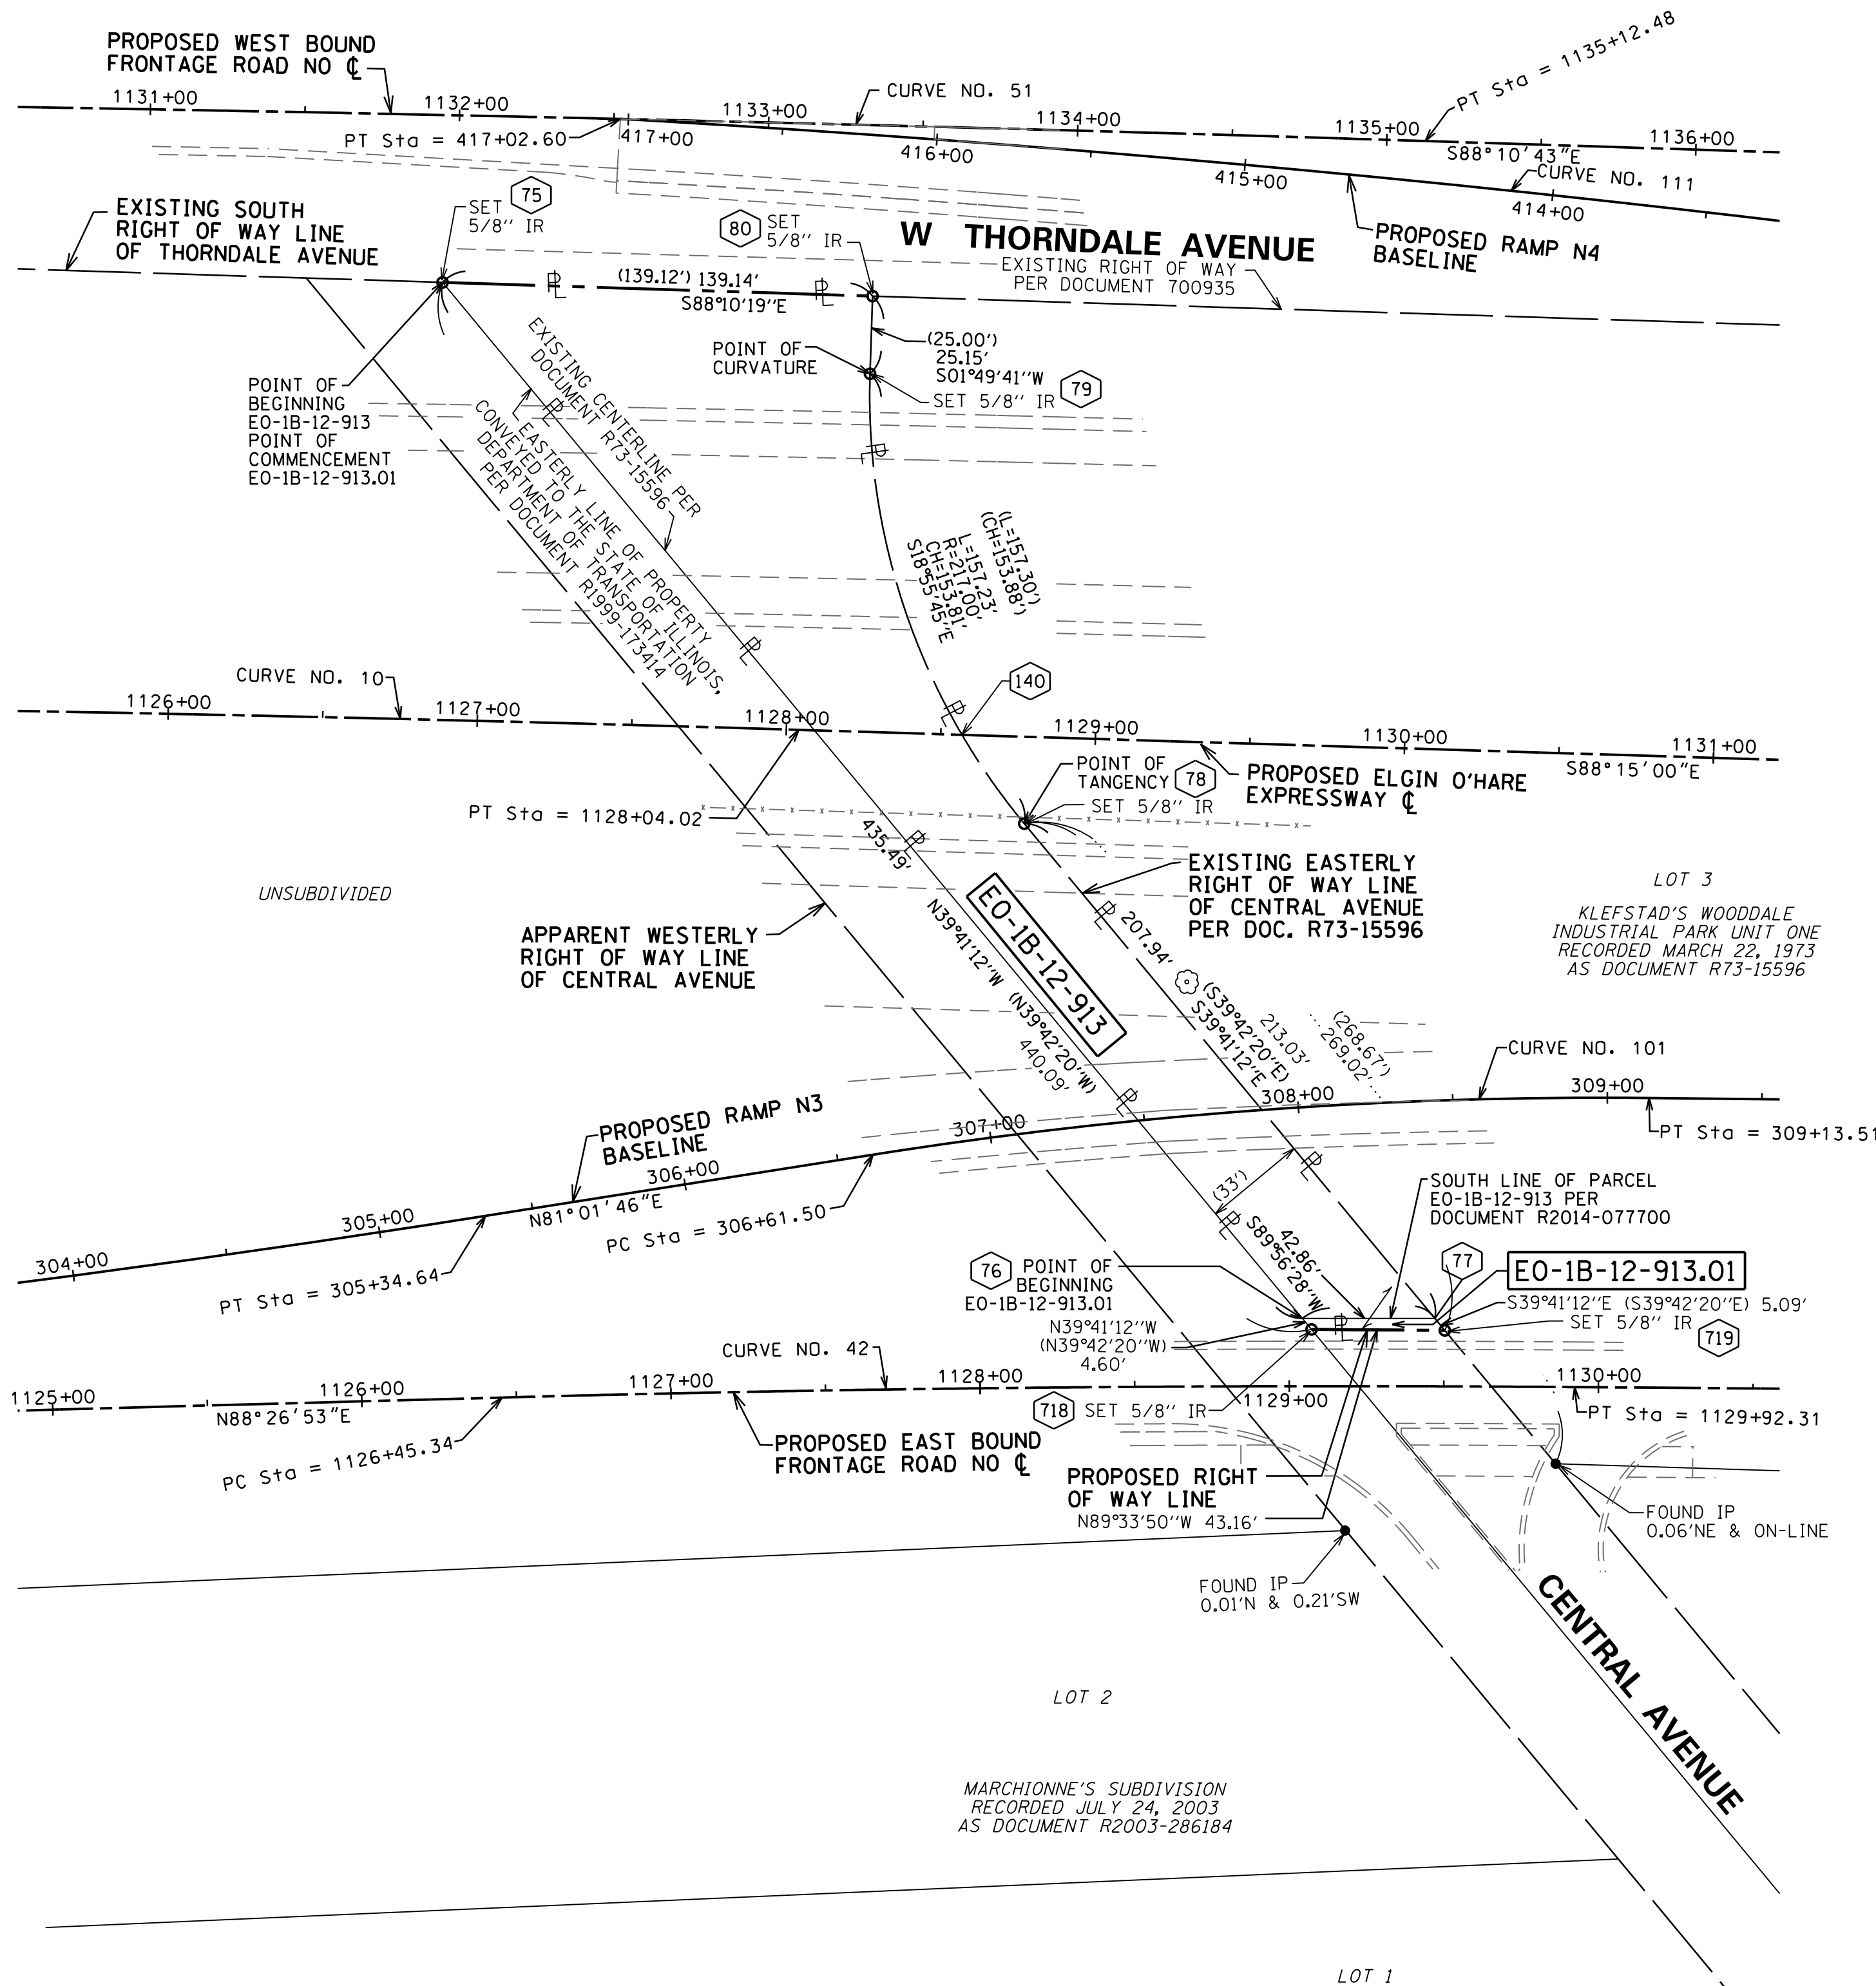 PROPOSED WEST BOUND
FRONTAGE ROAD NO ℄
1131+00
1132+00
1133+00
CURVE NO. 51
1134+00
PT Sta = 1135+12.48
1135+00
1136+00
PT Sta = 417+02.60
417+00
416+00
415+00
S88°10'43"E
CURVE NO. 111
414+00
EXISTING SOUTH
RIGHT OF WAY LINE
OF THORNDALE AVENUE
SET
5/8" IR
75
80
SET
5/8" IR
W THORNDALE AVENUE
PROPOSED RAMP N4
BASELINE
EXISTING RIGHT OF WAY
PER DOCUMENT 700935
(139.12') 139.14'
S88°10'19"E
POINT OF
CURVATURE
(25.00')
25.15'
S01°49'41"W
SET 5/8" IR
79
POINT OF
BEGINNING
EO-1B-12-913
POINT OF
COMMENCEMENT
EO-1B-12-913.01
EXISTING CENTERLINE PER
DOCUMENT R73-15596
EASTERLY LINE OF PROPERTY
CONVEYED TO THE STATE OF ILLINOIS,
DEPARTMENT OF TRANSPORTATION
PER DOCUMENT R1999-173414
(L=157.30')
(CH=153.88')
L=157.23'
R=217.00'
CH=153.81'
S18°55'45"E
CURVE NO. 10
140
1126+00
1127+00
1128+00
1129+00
1130+00
1131+00
S88°15'00"E
POINT OF
TANGENCY
78
SET 5/8" IR
PROPOSED ELGIN O'HARE
EXPRESSWAY ℄
PT Sta = 1128+04.02
435.49'
EXISTING EASTERLY
RIGHT OF WAY LINE
OF CENTRAL AVENUE
PER DOC. R73-15596
UNSUBDIVIDED
LOT 3
KLEFSTAD'S WOODDALE
INDUSTRIAL PARK UNIT ONE
RECORDED MARCH 22, 1973
AS DOCUMENT R73-15596
APPARENT WESTERLY
RIGHT OF WAY LINE
OF CENTRAL AVENUE
EO-1B-12-913
N39°41'12"W (N39°42'20"W)
440.09'
207.94'
(S39°42'20"E)
S39°41'12"E
213.03'
(268.67')
269.02'
CURVE NO. 101
PROPOSED RAMP N3
BASELINE
304+00
305+00
306+00
307+00
308+00
309+00
N81°01'46"E
PT Sta = 309+13.51
PC Sta = 306+61.50
PT Sta = 305+34.64
(33')
SOUTH LINE OF PARCEL
EO-1B-12-913 PER
DOCUMENT R2014-077700
42.86'
S89°56'28"W
76
POINT OF
BEGINNING
EO-1B-12-913.01
77
EO-1B-12-913.01
S39°41'12"E (S39°42'20"E) 5.09'
SET 5/8" IR
719
N39°41'12"W
(N39°42'20"W)
4.60'
CURVE NO. 42
1125+00
1126+00
1127+00
1128+00
1129+00
1130+00
N88°26'53"E
718
SET 5/8" IR
PT Sta = 1129+92.31
PC Sta = 1126+45.34
PROPOSED EAST BOUND
FRONTAGE ROAD NO ℄
PROPOSED RIGHT
OF WAY LINE
N89°33'50"W 43.16'
FOUND IP
0.06'NE & ON-LINE
FOUND IP
0.01'N & 0.21'SW
CENTRAL AVENUE
LOT 2
MARCHIONNE'S SUBDIVISION
RECORDED JULY 24, 2003
AS DOCUMENT R2003-286184
LOT 1